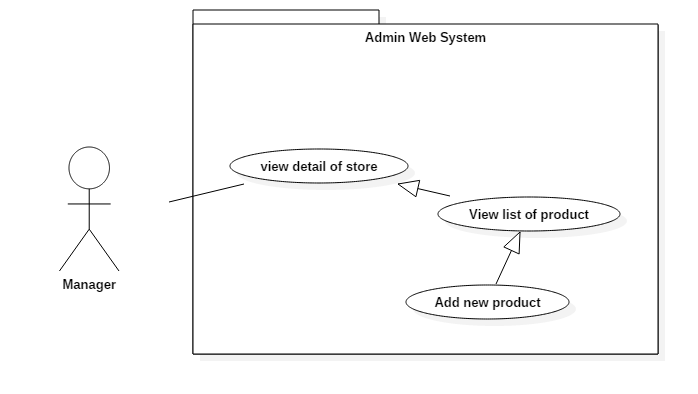 Admin Web System
view detail of store
View list of product
Manager
Add new product